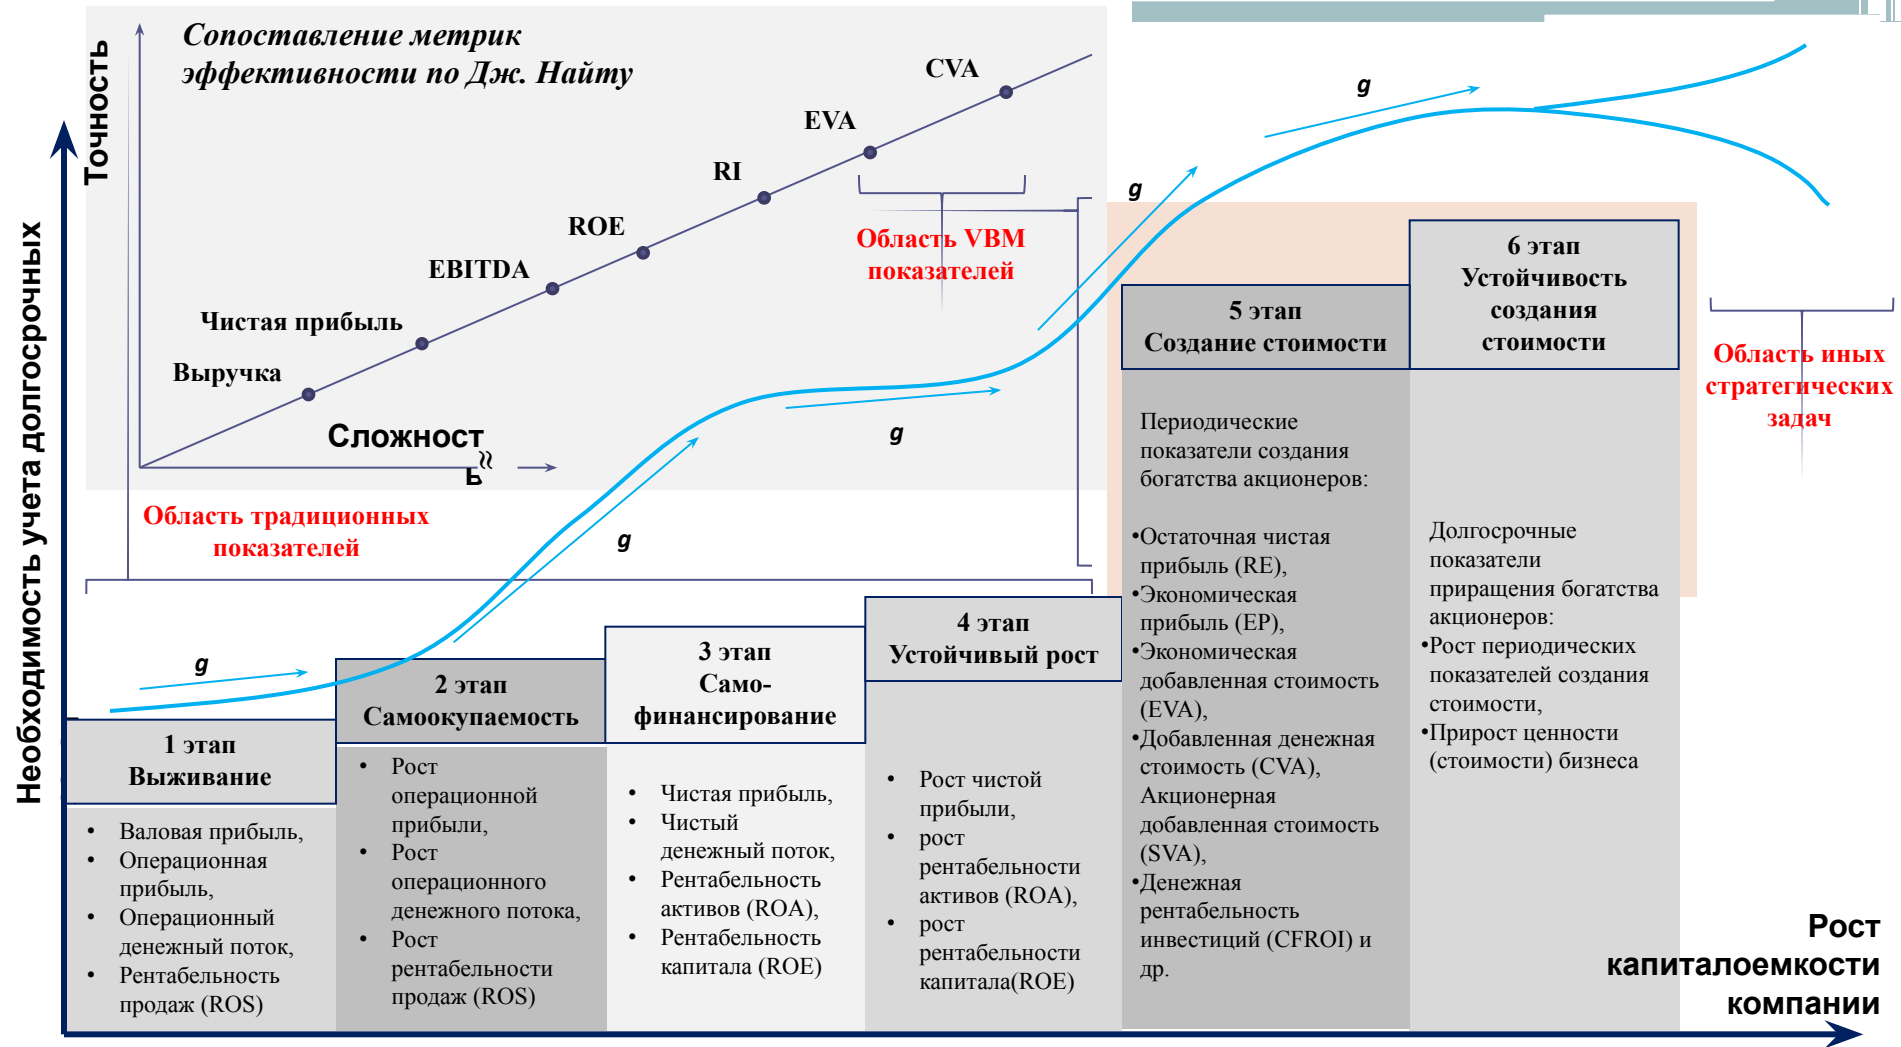 Сопоставление метрик
эффективности по Дж. Найту
Точность
CVA
EVA
RI
ROE
EBITDA
Чистая прибыль
Выручка
Сложност
ь
≈
Область VBM
показателей
Область традиционных
показателей
g
g
g
g
g
g
Необходимость учета долгосрочных
1 этап
Выживание
• Валовая прибыль,
• Операционная
прибыль,
• Операционный
денежный поток,
• Рентабельность
продаж (ROS)
2 этап
Самоокупаемость
• Рост
операционной
прибыли,
• Рост
операционного
денежного потока,
• Рост
рентабельности
продаж (ROS)
3 этап
Само-
финансирование
• Чистая прибыль,
• Чистый
денежный поток,
• Рентабельность
активов (ROA),
• Рентабельность
капитала (ROE)
4 этап
Устойчивый рост
• Рост чистой
прибыли,
• рост
рентабельности
активов (ROA),
• рост
рентабельности
капитала(ROE)
5 этап
Создание стоимости
Периодические
показатели создания
богатства акционеров:
•Остаточная чистая
прибыль (RE),
•Экономическая
прибыль (EP),
•Экономическая
добавленная стоимость
(EVA),
•Добавленная денежная
стоимость (CVA),
Акционерная
добавленная стоимость
(SVA),
•Денежная
рентабельность
инвестиций (CFROI) и
др.
6 этап
Устойчивость
создания
стоимости
Долгосрочные
показатели
приращения богатства
акционеров:
•Рост периодических
показателей создания
стоимости,
•Прирост ценности
(стоимости) бизнеса
Область иных
стратегических
задач
Рост
капиталоемкости
компании